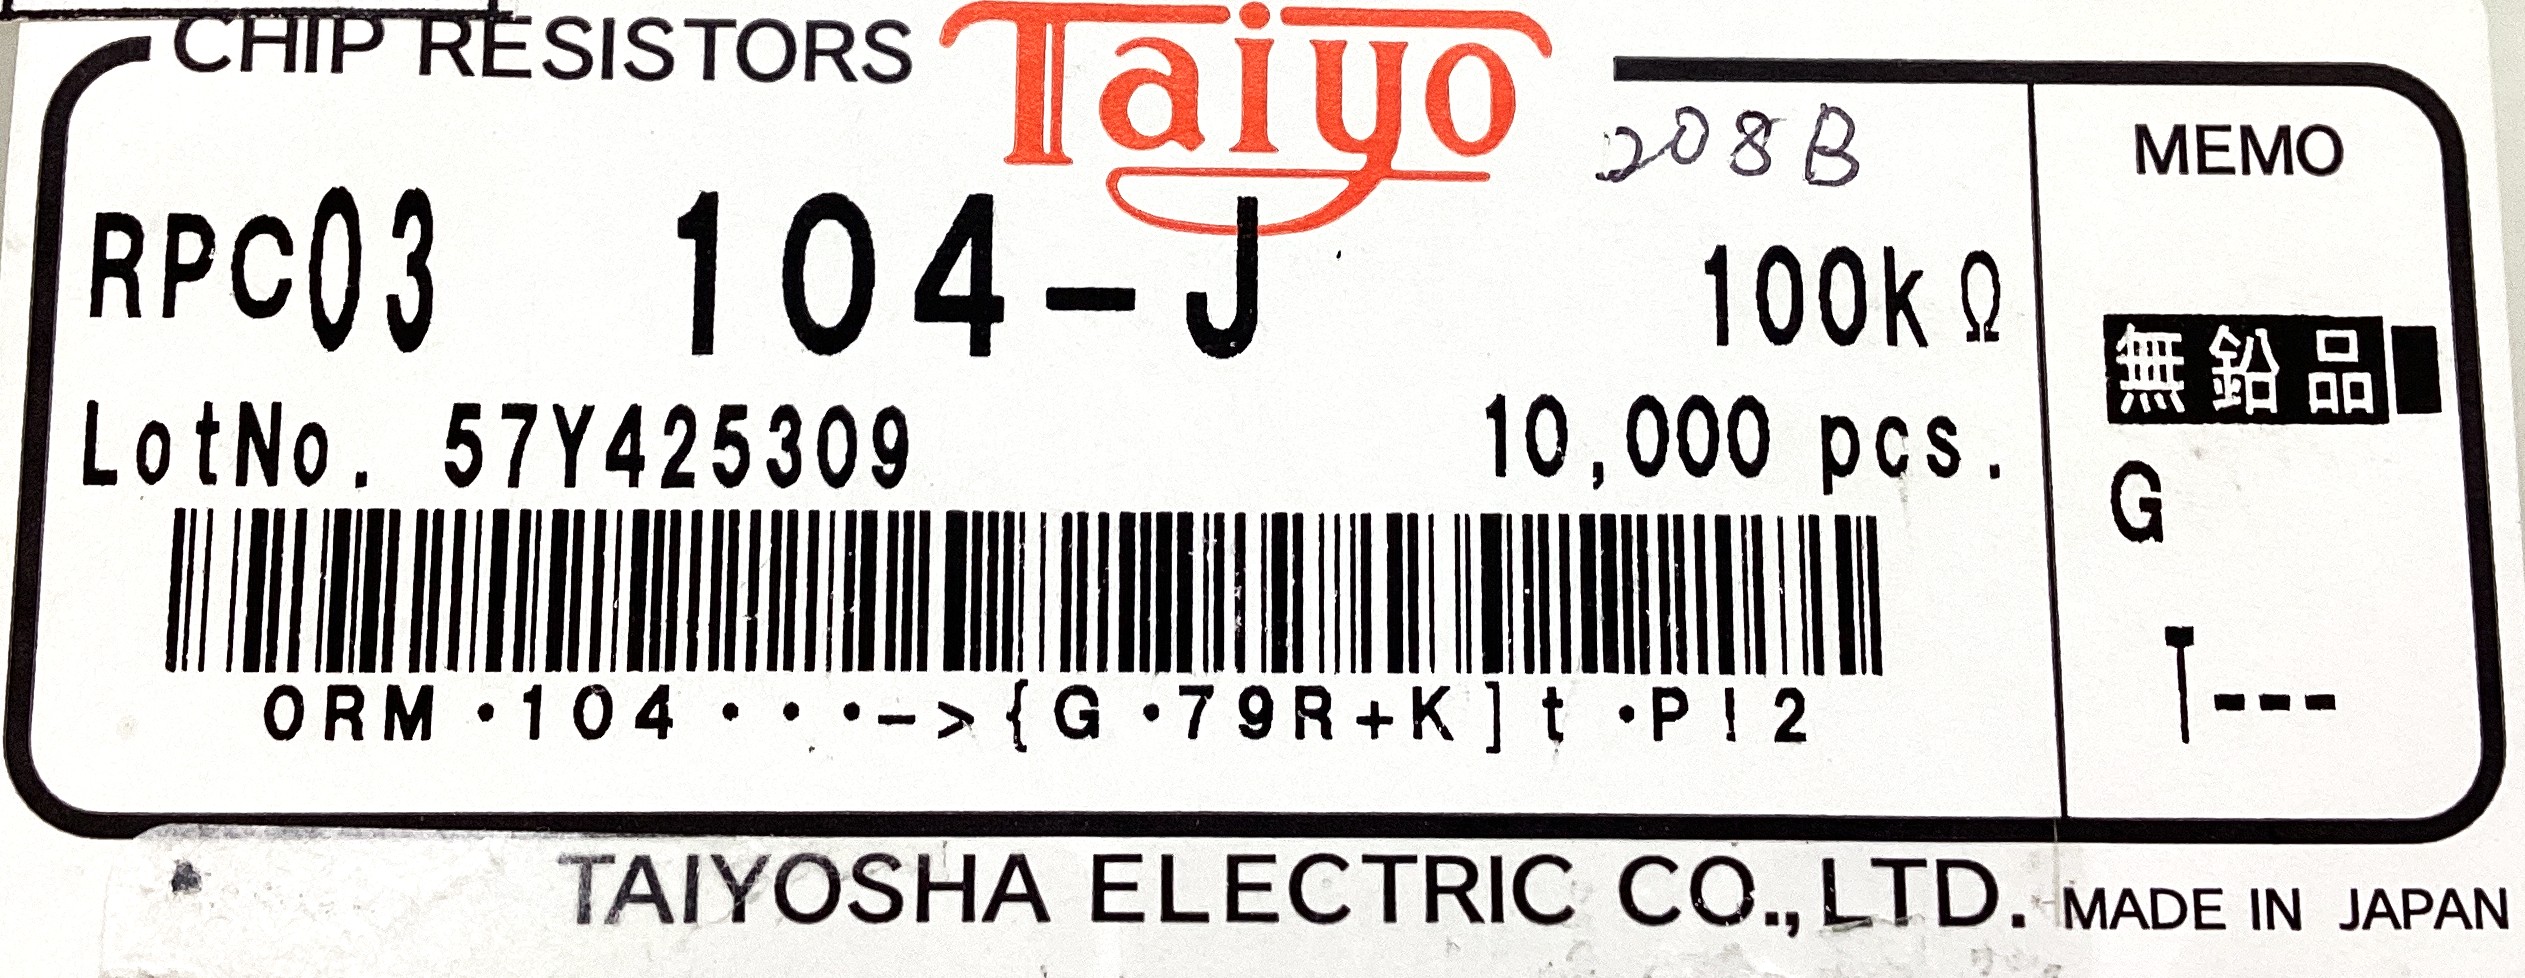 CHIP RESISTORS Taiyo
208B
MEMO
RPC03 104-J 100kΩ
無鉛品
LotNo. 57Y425309 10,000 pcs.
G
ORM・104・・・->{G・79R+K]t・P!2
T---
TAIYOSHA ELECTRIC CO.,LTD. MADE IN JAPAN